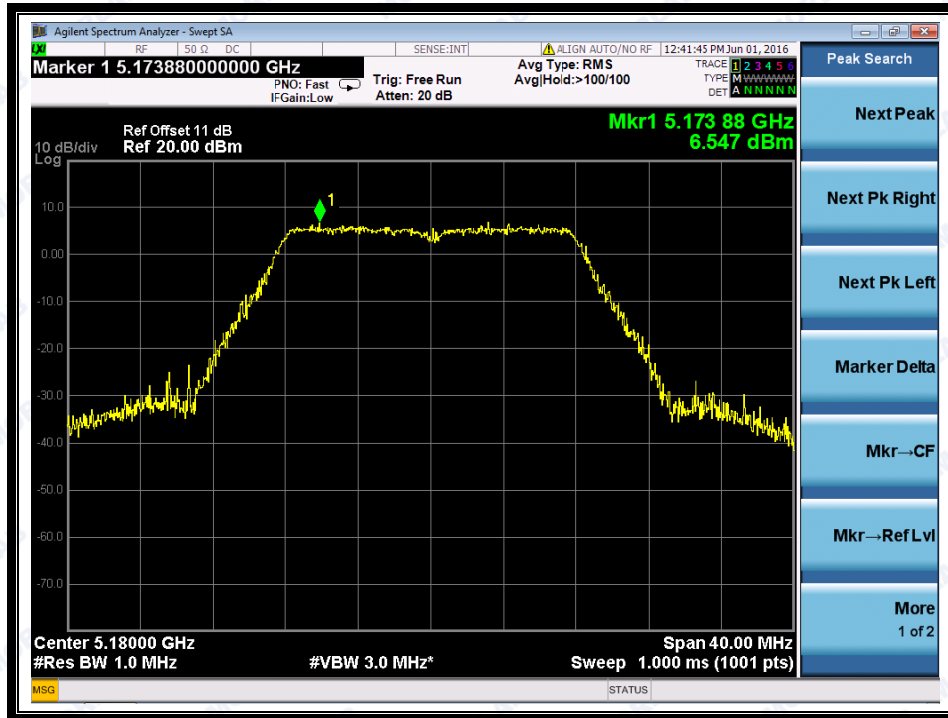 Agilent Spectrum Analyzer - Swept SA
LXI RF 50 Ω DC SENSE:INT ALIGN AUTO/NO RF 12:41:45 PM Jun 01, 2016
Marker 1 5.173880000000 GHz
PNO: Fast
IFGain:Low
Trig: Free Run
Atten: 20 dB
Avg Type: RMS
Avg|Hold:>100/100
TRACE 1 2 3 4 5 6
TYPE M WWWWW
DET A N N N N N
Mkr1 5.173 88 GHz
6.547 dBm
Ref Offset 11 dB
10 dB/div Ref 20.00 dBm
Log
1
10.0
0.00
-10.0
-20.0
-30.0
-40.0
-50.0
-60.0
-70.0
Center 5.18000 GHz Span 40.00 MHz
#Res BW 1.0 MHz #VBW 3.0 MHz* Sweep 1.000 ms (1001 pts)
MSG STATUS
Peak Search
Next Peak
Next Pk Right
Next Pk Left
Marker Delta
Mkr→CF
Mkr→Ref Lvl
More
1 of 2